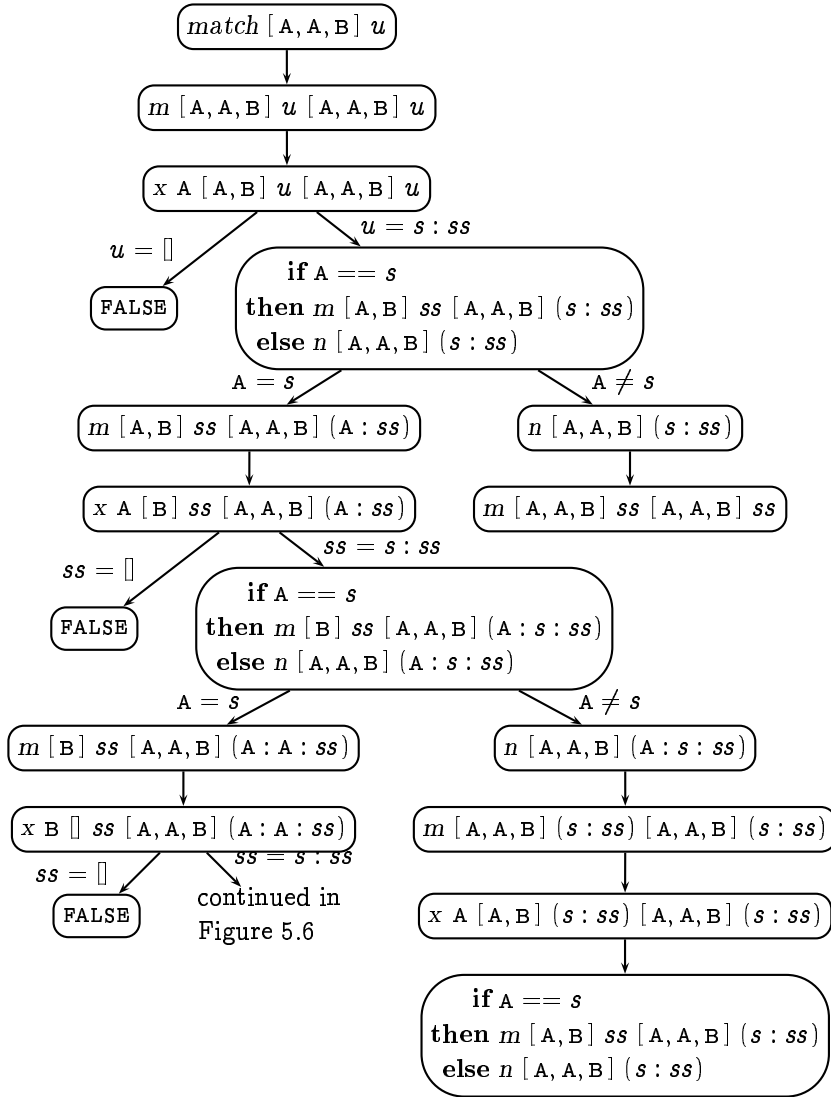 match [A, A, B] u
m [A, A, B] u [A, A, B] u
x A [A, B] u [A, A, B] u
u = []
u = s : ss
FALSE
if A == s
then m [A, B] ss [A, A, B] (s : ss)
else n [A, A, B] (s : ss)
A = s
A ≠ s
m [A, B] ss [A, A, B] (A : ss)
n [A, A, B] (s : ss)
x A [B] ss [A, A, B] (A : ss)
m [A, A, B] ss [A, A, B] ss
ss = []
ss = s : ss
FALSE
if A == s
then m [B] ss [A, A, B] (A : s : ss)
else n [A, A, B] (A : s : ss)
A = s
A ≠ s
m [B] ss [A, A, B] (A : A : ss)
n [A, A, B] (A : s : ss)
x B [] ss [A, A, B] (A : A : ss)
m [A, A, B] (s : ss) [A, A, B] (s : ss)
ss = []
ss = s : ss
FALSE
continued in
Figure 5.6
x A [A, B] (s : ss) [A, A, B] (s : ss)
if A == s
then m [A, B] ss [A, A, B] (s : ss)
else n [A, A, B] (s : ss)